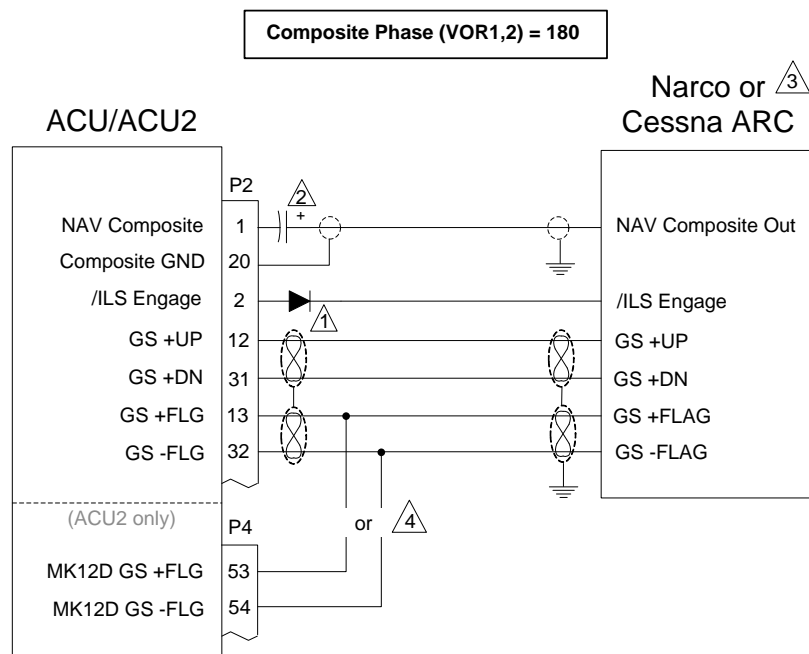 Composite Phase (VOR1,2) = 180
ACU/ACU2
Narco or 3
Cessna ARC
P2
2
+
NAV Composite 1 NAV Composite Out
Composite GND 20
/ILS Engage 2 /ILS Engage
1
GS +UP 12 GS +UP
GS +DN 31 GS +DN
GS +FLG 13 GS +FLAG
GS -FLG 32 GS -FLAG
(ACU2 only)
P4
or 4
MK12D GS +FLG 53
MK12D GS -FLG 54